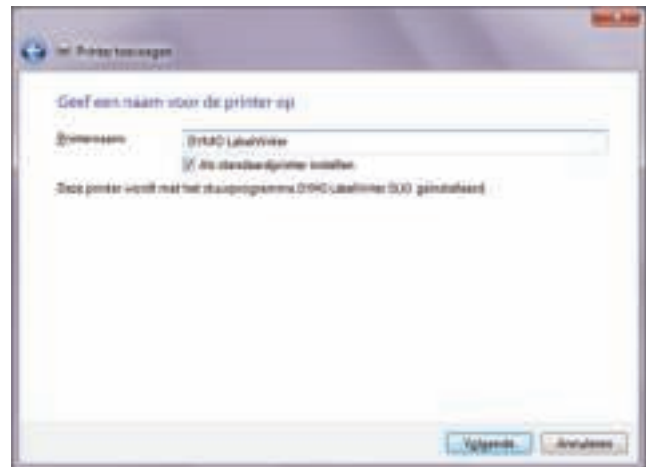 Printer toevoegen
Geef een naam voor de printer op
Printernaam: DYMO LabelWriter
Als standaardprinter instellen
Deze printer wordt met het stuurprogramma DYMO LabelWriter DUO geïnstalleerd.
Volgende Annuleren